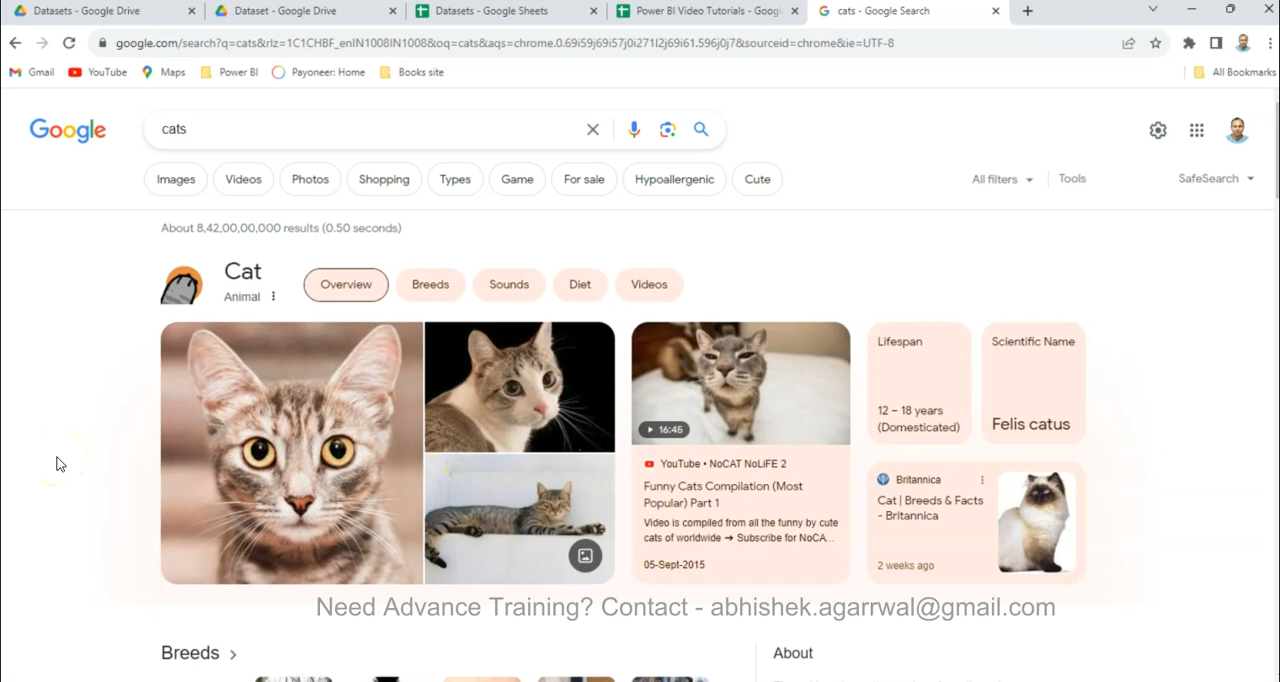 Datasets - Google Drive
Dataset - Google Drive
Datasets - Google Sheets
Power BI Video Tutorials - Googl
cats - Google Search
google.com/search?q=cats&rlz=1C1CHBF_enIN1008IN1008&oq=cats&aqs=chrome.0.69i59j69i57j0i271l2j69i61.596j0j7&sourceid=chrome&ie=UTF-8
Gmail
YouTube
Maps
Power BI
Payoneer: Home
Books site
All Bookmarks
Google
cats
Images
Videos
Photos
Shopping
Types
Game
For sale
Hypoallergenic
Cute
All filters
Tools
SafeSearch
About 8,42,00,00,000 results (0.50 seconds)
Cat
Animal
Overview
Breeds
Sounds
Diet
Videos
16:45
YouTube • NoCAT NoLiFE 2
Funny Cats Compilation (Most
Popular) Part 1
Video is compiled from all the funny by cute
cats of worldwide ➔ Subscribe for NoCA...
05-Sept-2015
Lifespan
12 – 18 years
(Domesticated)
Scientific Name
Felis catus
Britannica
Cat | Breeds & Facts
- Britannica
2 weeks ago
Need Advance Training? Contact - abhishek.agarrwal@gmail.com
Breeds
About